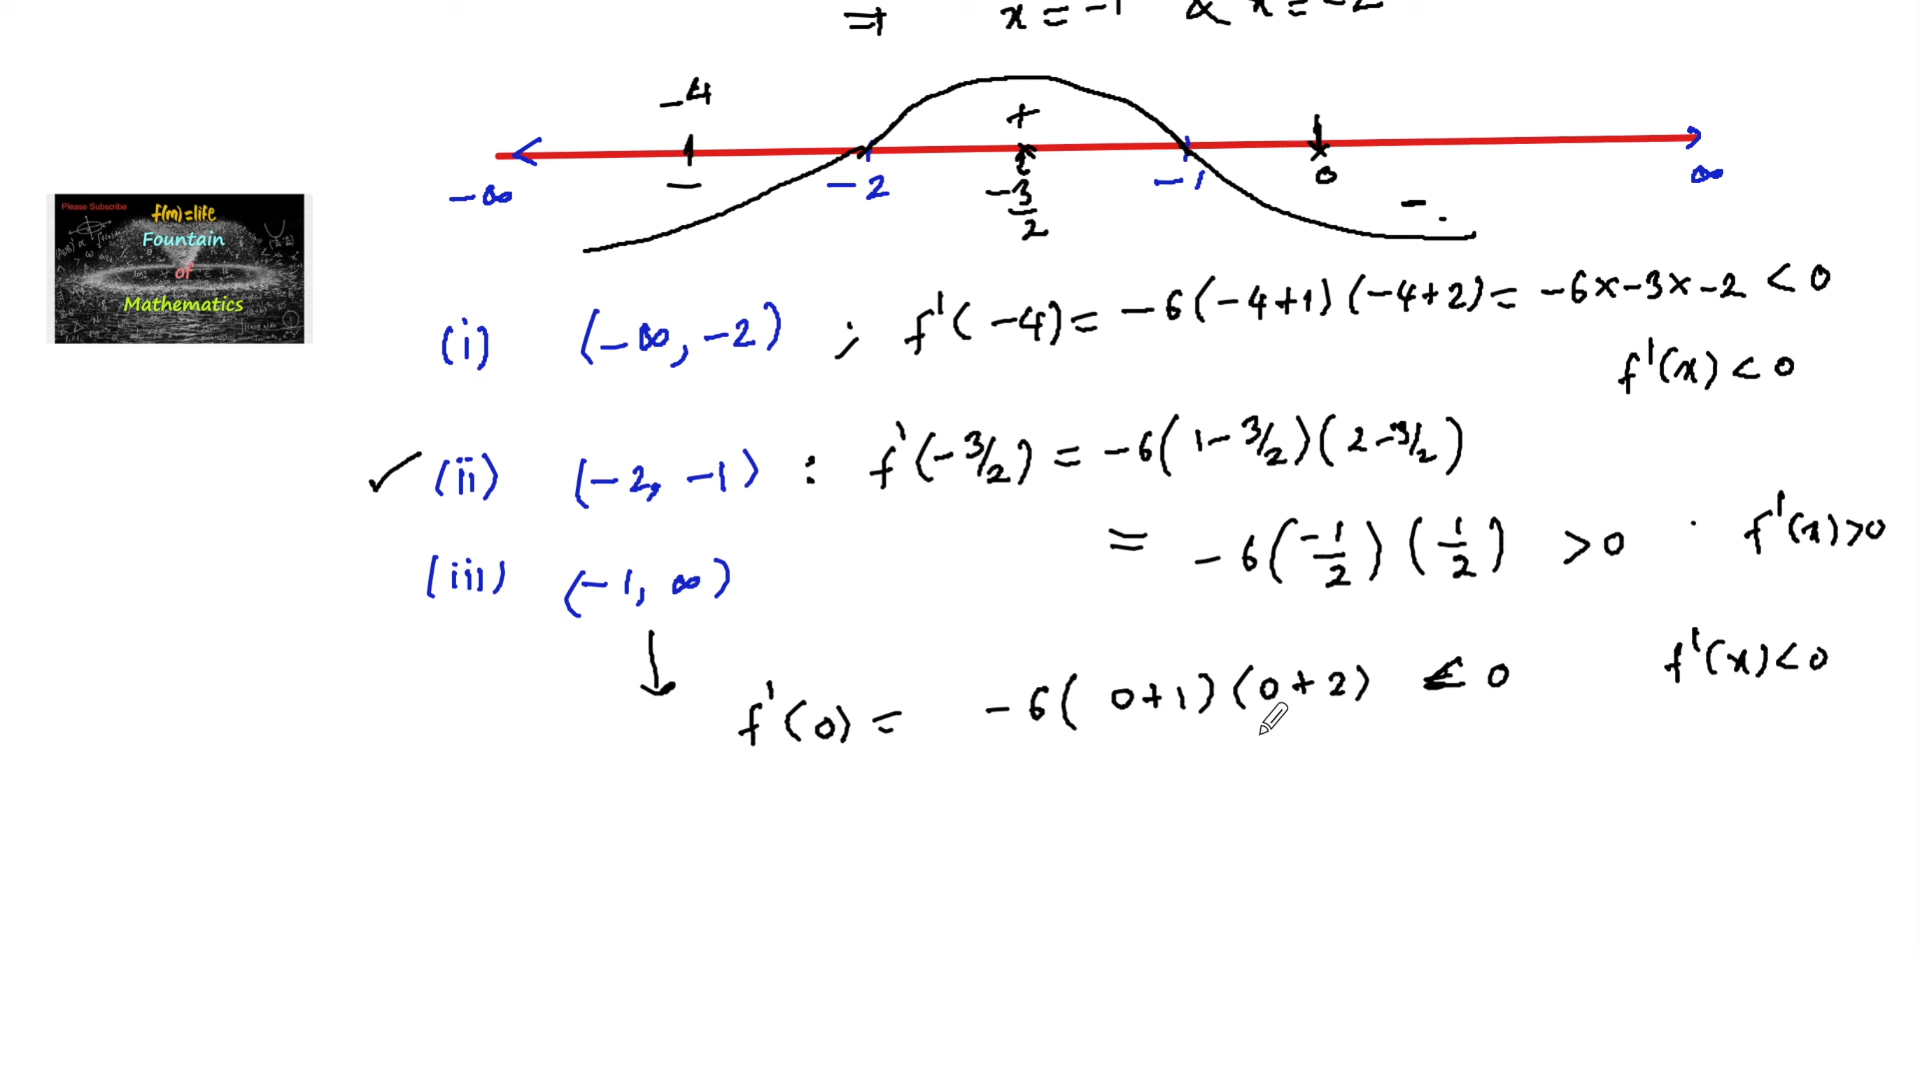 ⇒ x = -1 & x = -2
-4 +
-∞ - -2 -3/2 -1 0 - ∞
Please Subscribe
f(m)=life
Fountain
of
Mathematics
(i) (-∞, -2) ; f'(-4) = -6(-4+1)(-4+2) = -6x-3x-2 < 0
f'(x) < 0
✓ (ii) (-2, -1) : f'(-3/2) = -6(1-3/2)(2-3/2)
= -6(-1/2)(1/2) > 0 . f'(x)>0
(iii) (-1, ∞)
↓ f'(0) = -6(0+1)(0+2) < 0 f'(x)<0